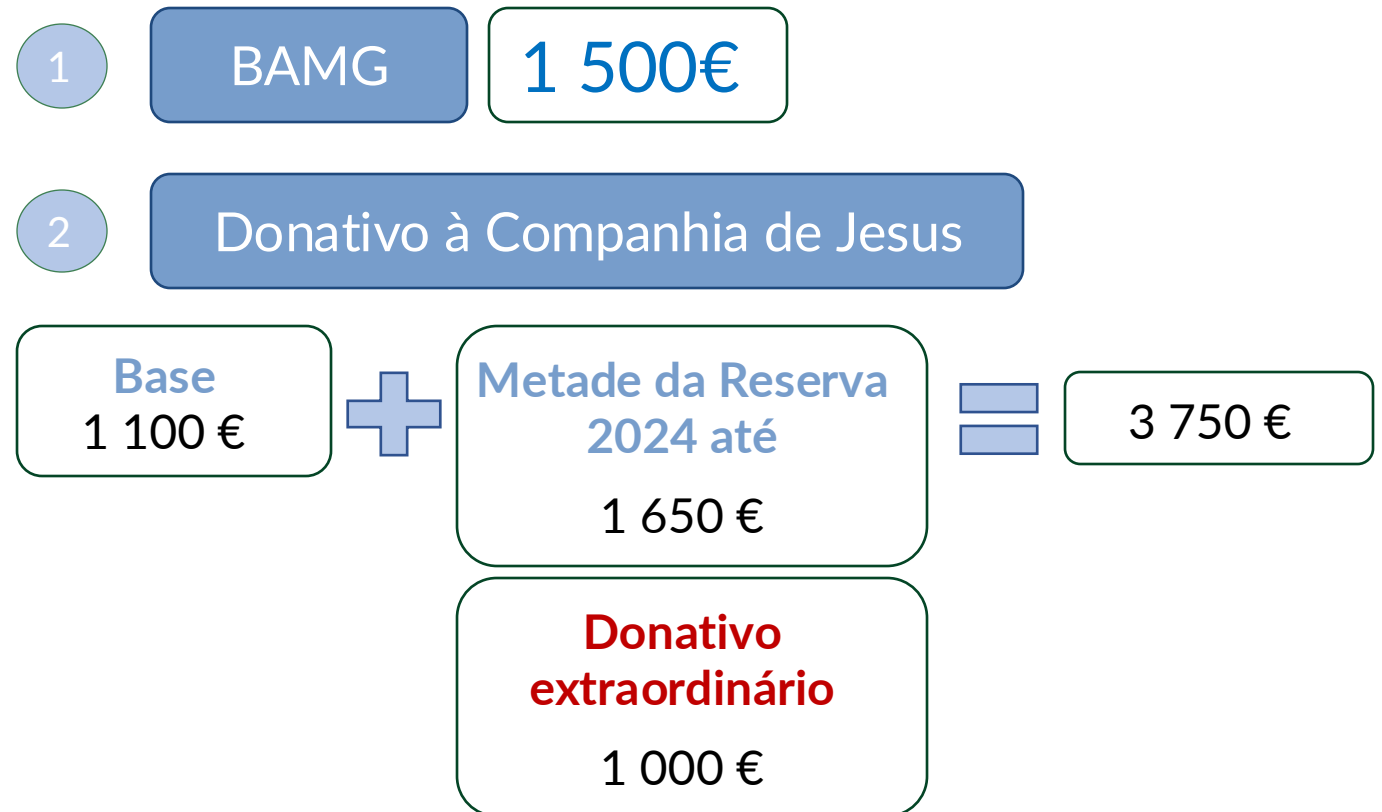 1
BAMG
1 500€
2
Donativo à Companhia de Jesus
Base
1 100 €
Metade da Reserva
2024 até
1 650 €
3 750 €
Donativo
extraordinário
1 000 €